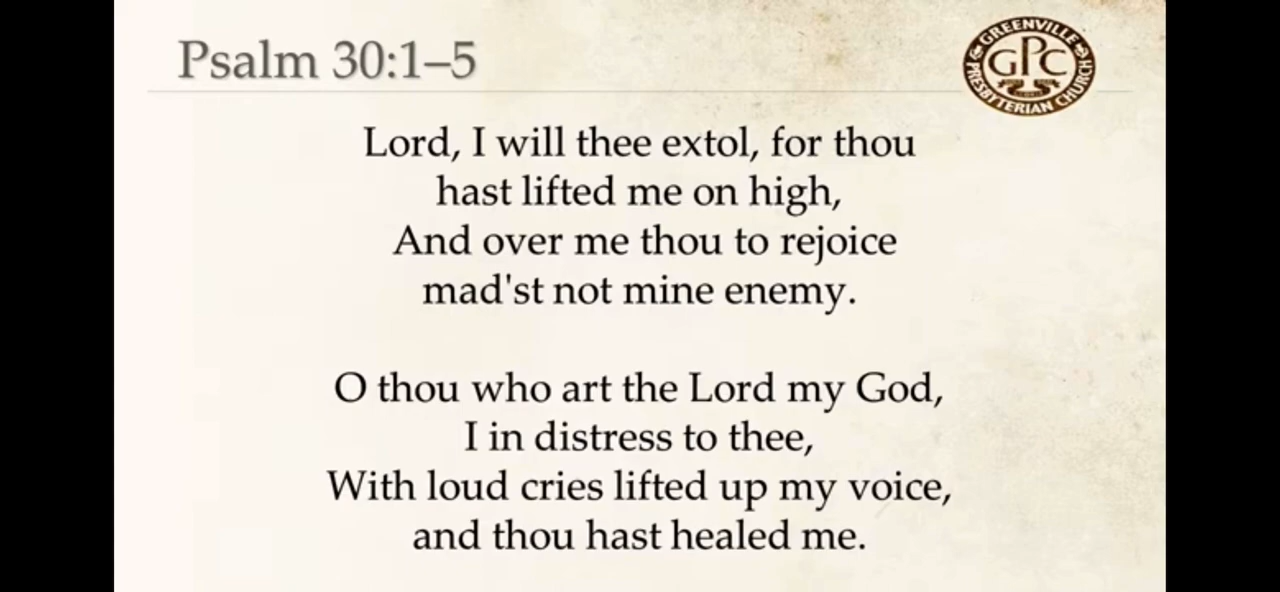 Psalm 30:1–5
GREENVILLE
GPC
PRESBYTERIAN CHURCH
Lord, I will thee extol, for thou
hast lifted me on high,
And over me thou to rejoice
mad'st not mine enemy.
O thou who art the Lord my God,
I in distress to thee,
With loud cries lifted up my voice,
and thou hast healed me.